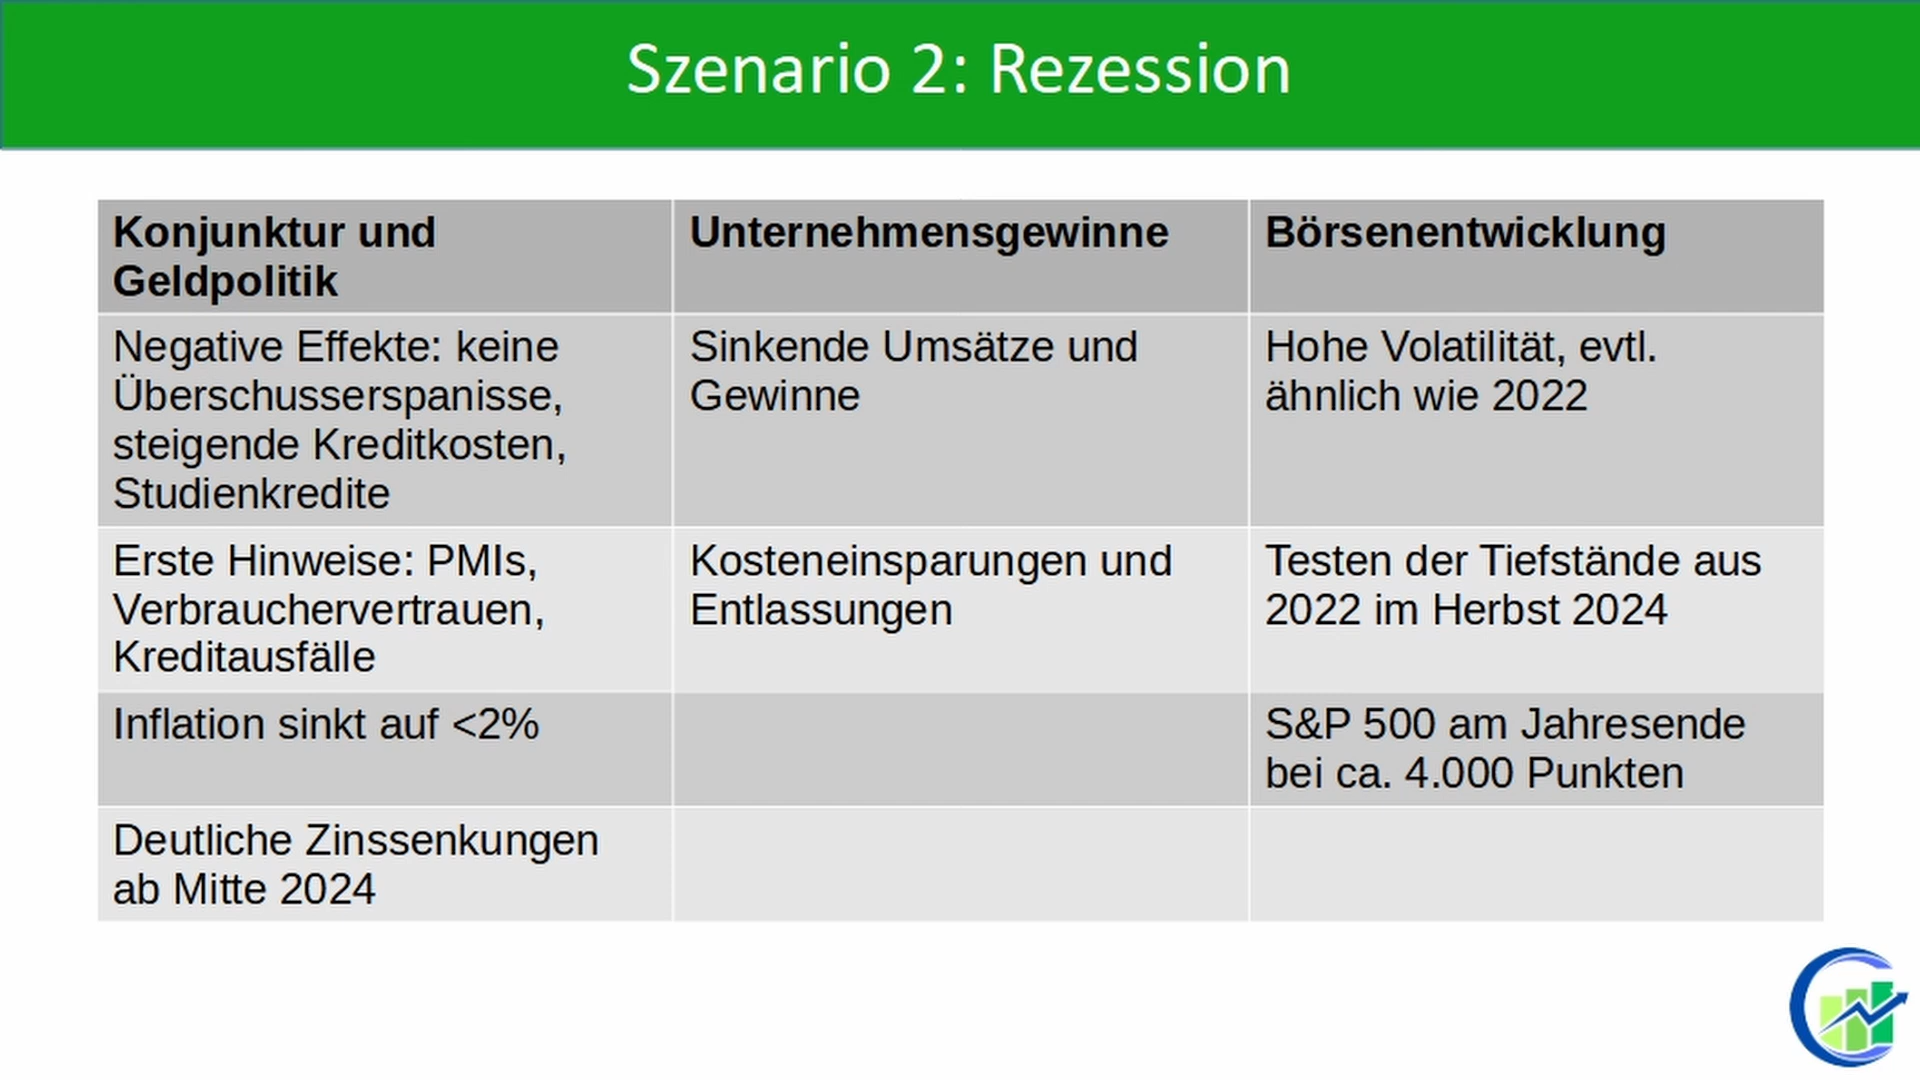 Szenario 2: Rezession
Konjunktur und
Geldpolitik
Unternehmensgewinne
Börsenentwicklung
Negative Effekte: keine
Überschusserspanisse,
steigende Kreditkosten,
Studienkredite
Sinkende Umsätze und
Gewinne
Hohe Volatilität, evtl.
ähnlich wie 2022
Erste Hinweise: PMIs,
Verbrauchervertrauen,
Kreditausfälle
Kosteneinsparungen und
Entlassungen
Testen der Tiefstände aus
2022 im Herbst 2024
Inflation sinkt auf <2%
S&P 500 am Jahresende
bei ca. 4.000 Punkten
Deutliche Zinssenkungen
ab Mitte 2024